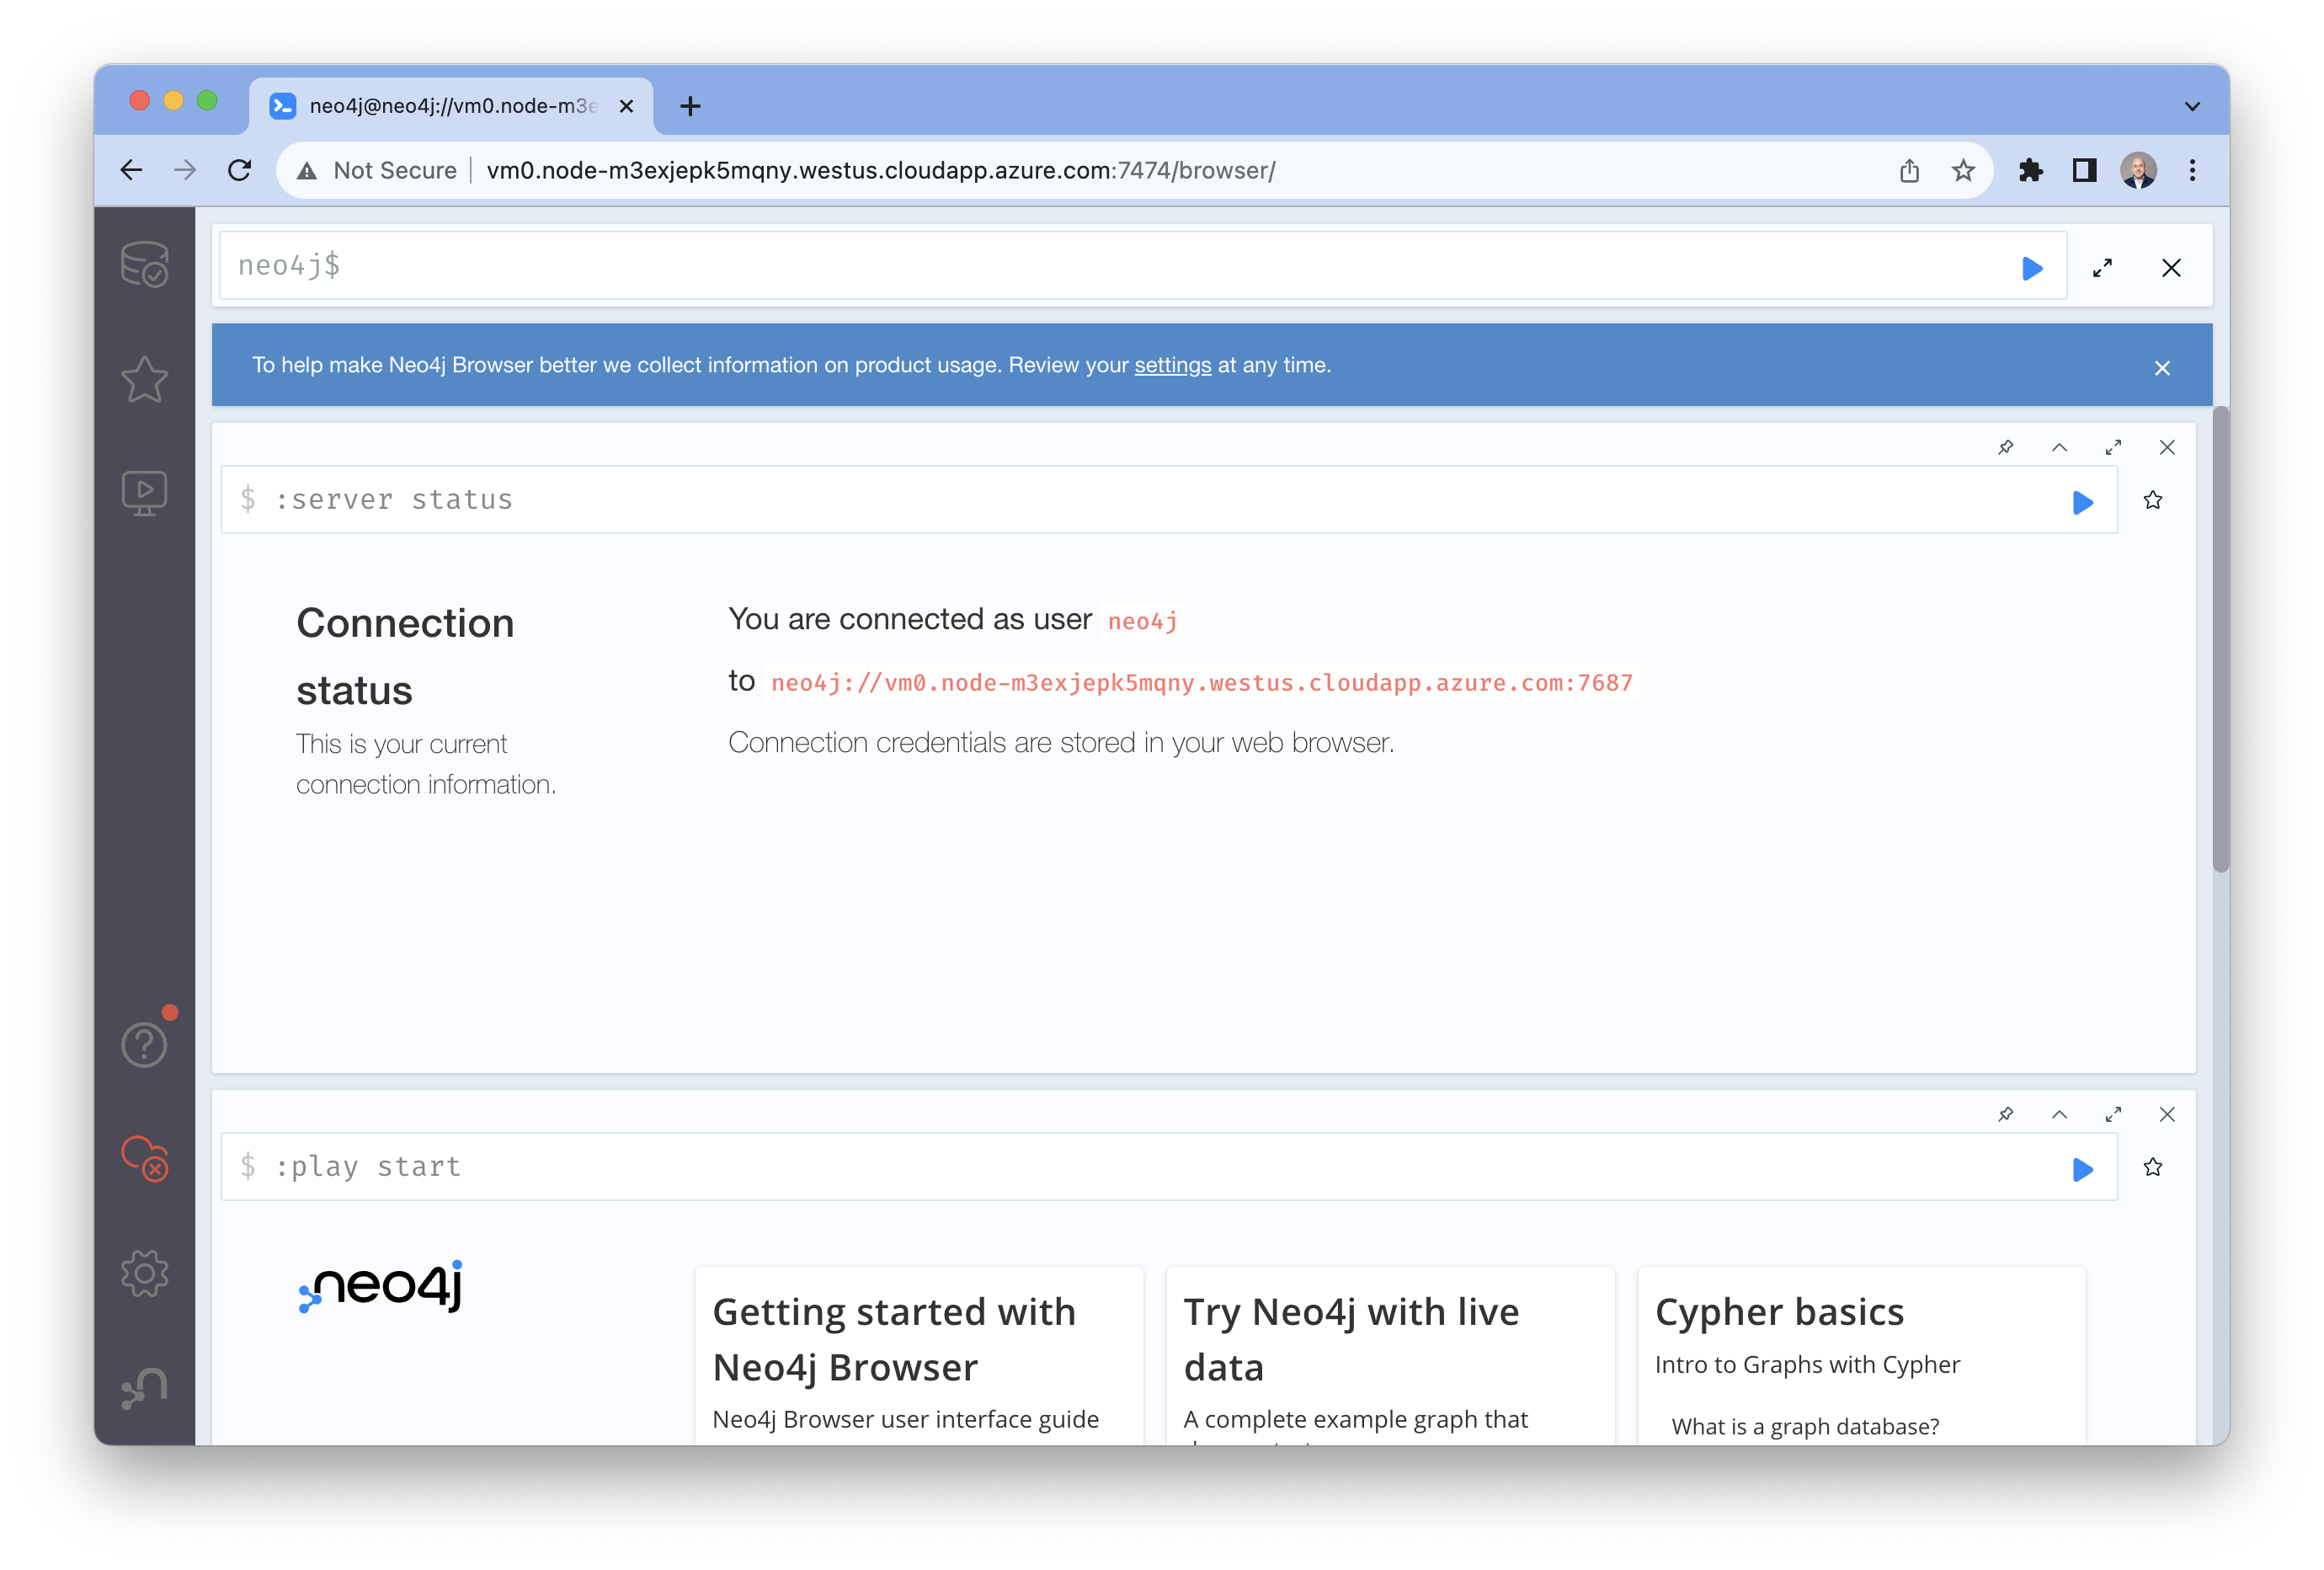 neo4j@neo4j://vm0.node-m3e
Not Secure
vm0.node-m3exjepk5mqny.westus.cloudapp.azure.com:7474/browser/
neo4j$
To help make Neo4j Browser better we collect information on product usage. Review your settings at any time.
$ :server status
Connection
status
This is your current
connection information.
You are connected as user neo4j
to neo4j://vm0.node-m3exjepk5mqny.westus.cloudapp.azure.com:7687
Connection credentials are stored in your web browser.
$ :play start
neo4j
Getting started with
Neo4j Browser
Neo4j Browser user interface guide
Try Neo4j with live
data
A complete example graph that
Cypher basics
Intro to Graphs with Cypher
What is a graph database?